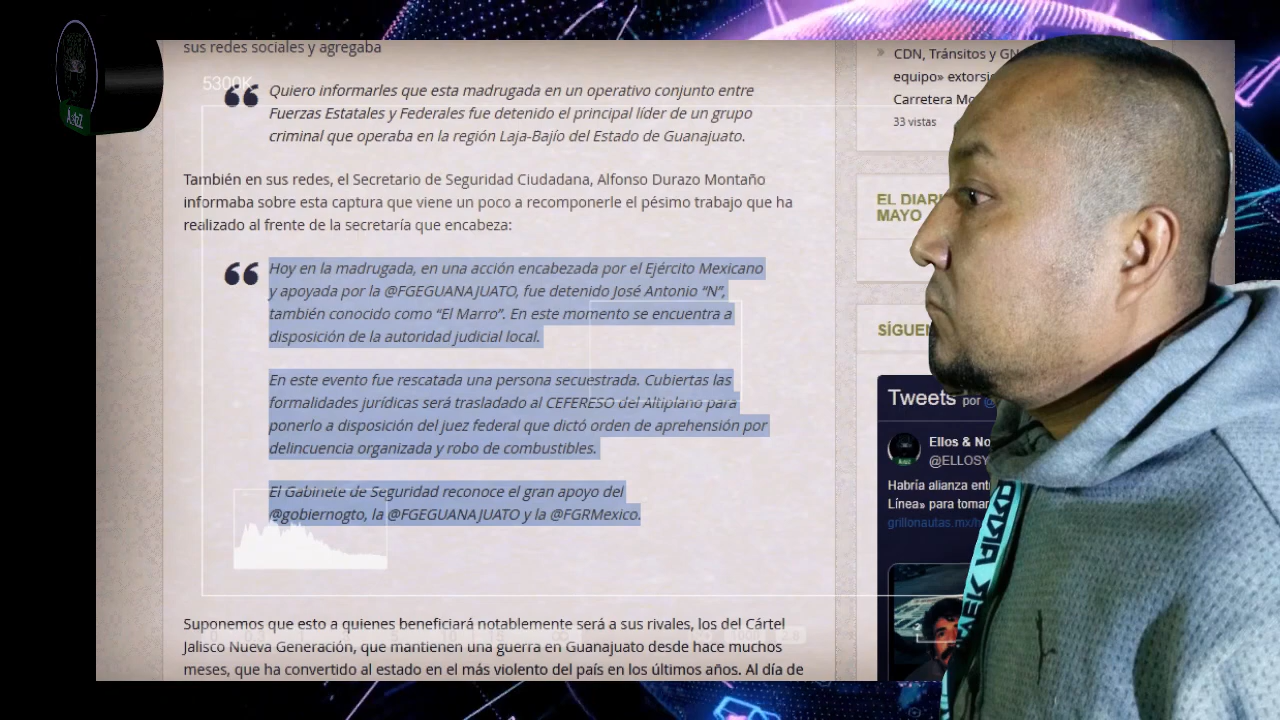 sus redes sociales y agregaba
5300K
Quiero informarles que esta madrugada en un operativo conjunto entre
Fuerzas Estatales y Federales fue detenido el principal líder de un grupo
criminal que operaba en la región Laja-Bajío del Estado de Guanajuato.
También en sus redes, el Secretario de Seguridad Ciudadana, Alfonso Durazo Montaño
informaba sobre esta captura que viene un poco a recomponerle el pésimo trabajo que ha
realizado al frente de la secretaría que encabeza:
Hoy en la madrugada, en una acción encabezada por el Ejército Mexicano
y apoyada por la @FGEGUANAJUATO, fue detenido José Antonio “N”,
también conocido como “El Marro”. En este momento se encuentra a
disposición de la autoridad judicial local.
En este evento fue rescatada una persona secuestrada. Cubiertas las
formalidades jurídicas será trasladado al CEFERESO del Altiplano para
ponerlo a disposición del juez federal que dictó orden de aprehensión por
delincuencia organizada y robo de combustibles.
El Gabinete de Seguridad reconoce el gran apoyo del
@gobiernogto, la @FGEGUANAJUATO y la @FGRMexico.
Suponemos que esto a quienes beneficiará notablemente será a sus rivales, los del Cártel
Jalisco Nueva Generación, que mantienen una guerra en Guanajuato desde hace muchos
meses, que ha convertido al estado en el más violento del país en los últimos años. Al día de
» CDN, Tránsitos y GN
equipo» extorsi
Carretera Mo
33 vistas
EL DIARI
MAYO
SÍGUEN
Tweets por @
Ellos & No
@ELLOSY
Habría alianza ent
Línea» para tomar
grillonautas.mx/h